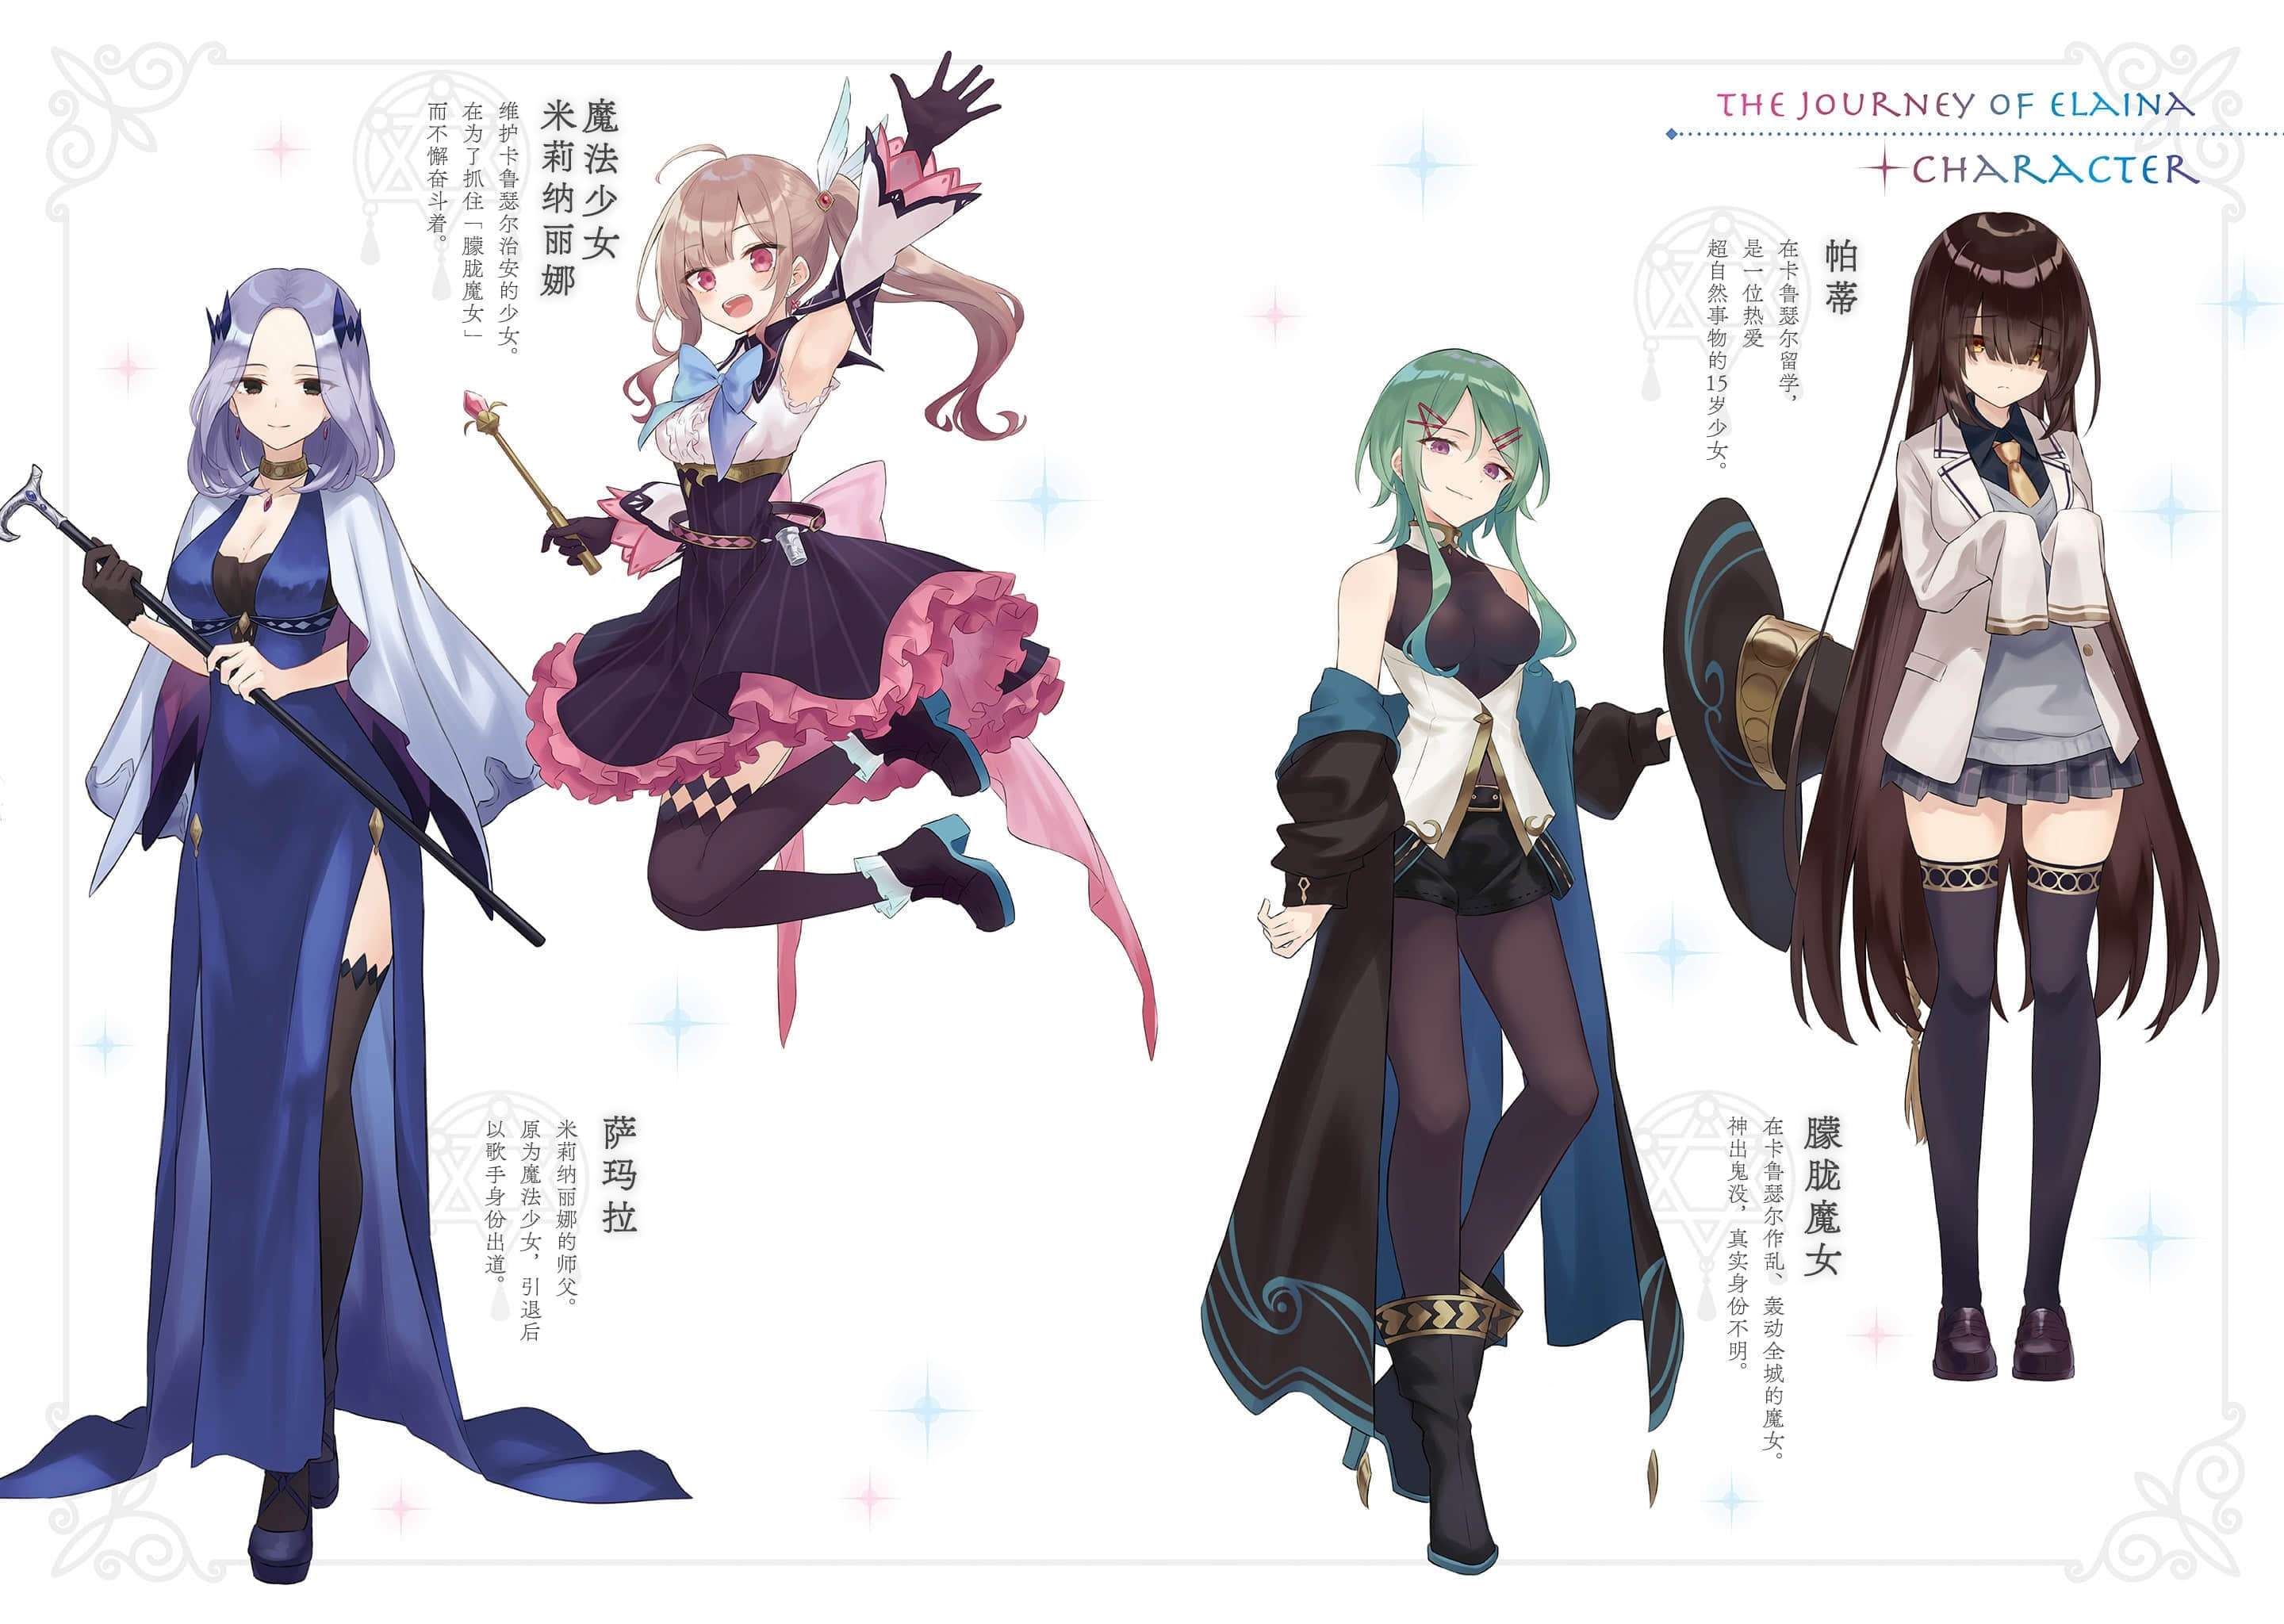 THE JOURNEY OF ELAINA
CHARACTER
帕蒂
在卡鲁瑟尔留学，
是一位热爱
超自然事物的15岁少女。
朦胧魔女
在卡鲁瑟尔作乱、轰动全城的魔女。
神出鬼没，真实身份不明。
魔法少女
米莉纳丽娜
维护卡鲁瑟尔治安的少女。
在为了抓住「朦胧魔女」
而不懈奋斗着。
萨玛拉
米莉纳丽娜的师父。
原为魔法少女，引退后
以歌手身份出道。